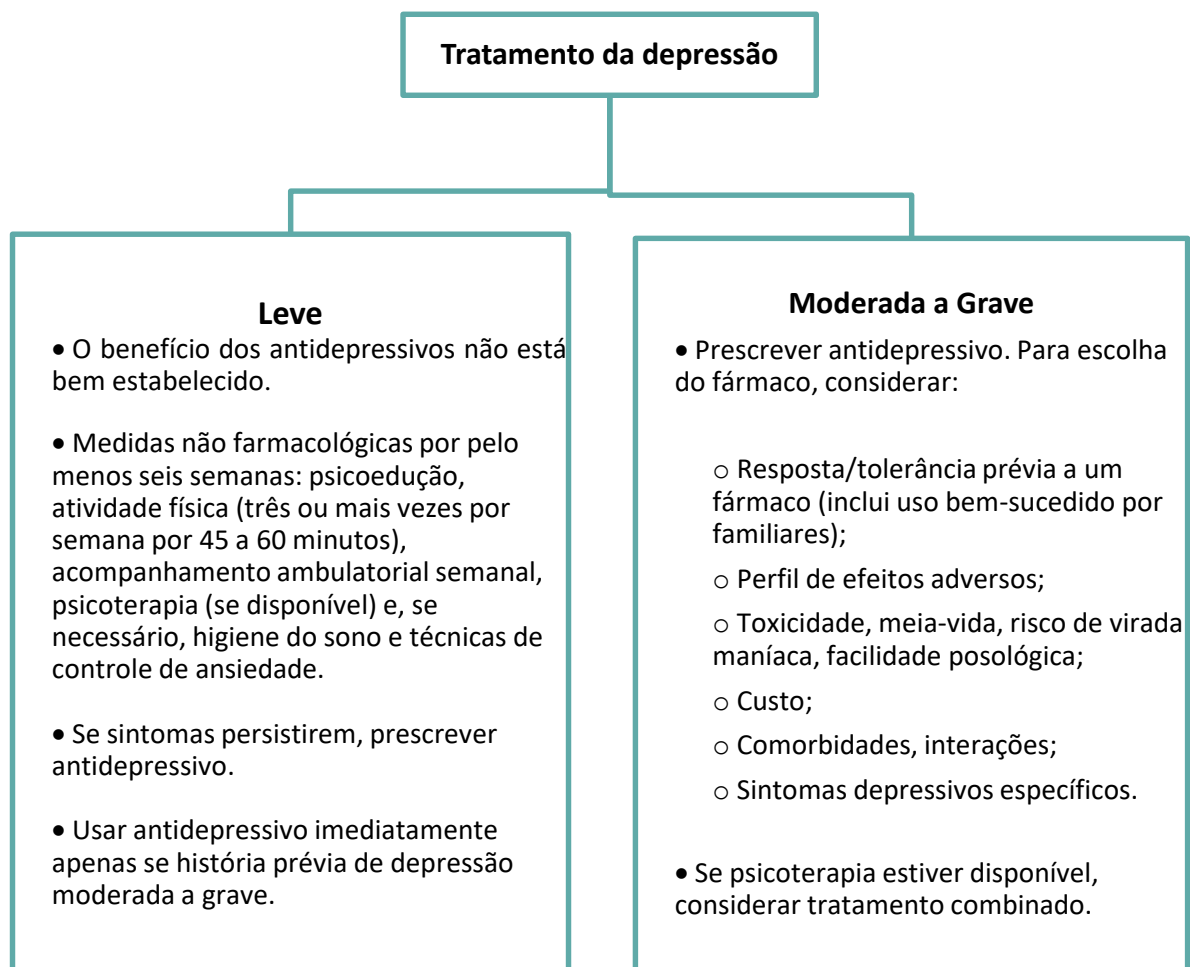 Tratamento da depressão
Leve
• O benefício dos antidepressivos não está
bem estabelecido.
• Medidas não farmacológicas por pelo
menos seis semanas: psicoedução,
atividade física (três ou mais vezes por
semana por 45 a 60 minutos),
acompanhamento ambulatorial semanal,
psicoterapia (se disponível) e, se
necessário, higiene do sono e técnicas de
controle de ansiedade.
• Se sintomas persistirem, prescrever
antidepressivo.
• Usar antidepressivo imediatamente
apenas se história prévia de depressão
moderada a grave.
Moderada a Grave
• Prescrever antidepressivo. Para escolha
do fármaco, considerar:
o Resposta/tolerância prévia a um
fármaco (inclui uso bem-sucedido por
familiares);
o Perfil de efeitos adversos;
o Toxicidade, meia-vida, risco de virada
maníaca, facilidade posológica;
o Custo;
o Comorbidades, interações;
o Sintomas depressivos específicos.
• Se psicoterapia estiver disponível,
considerar tratamento combinado.